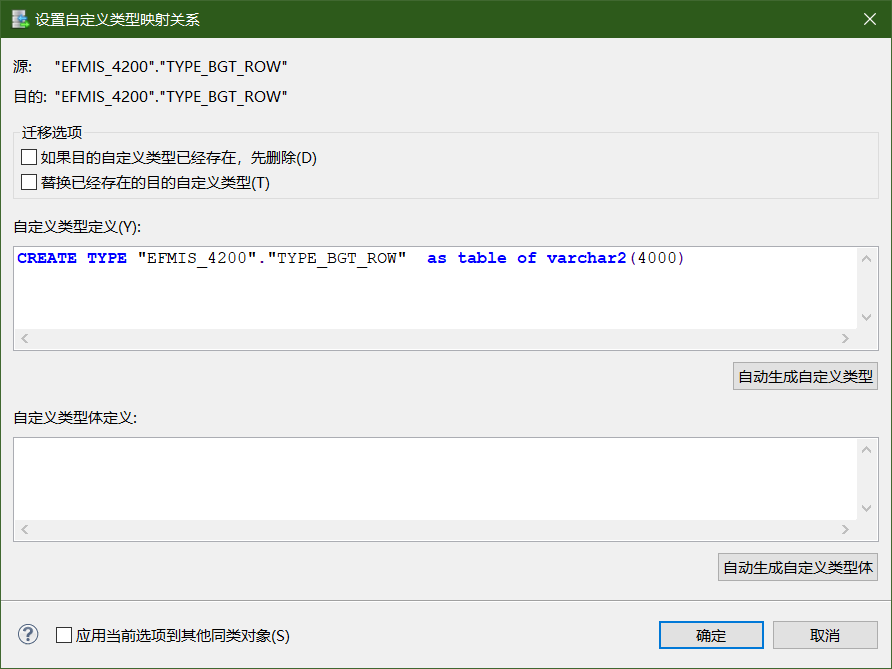 设置自定义类型映射关系
源: "EFMIS_4200"."TYPE_BGT_ROW"
目的: "EFMIS_4200"."TYPE_BGT_ROW"
迁移选项
如果目的自定义类型已经存在，先删除(D)
替换已经存在的目的自定义类型(T)
自定义类型定义(Y):
CREATE TYPE "EFMIS_4200"."TYPE_BGT_ROW"  as table of varchar2(4000)
自动生成自定义类型
自定义类型体定义:
自动生成自定义类型体
? 应用当前选项到其他同类对象(S) 确定 取消